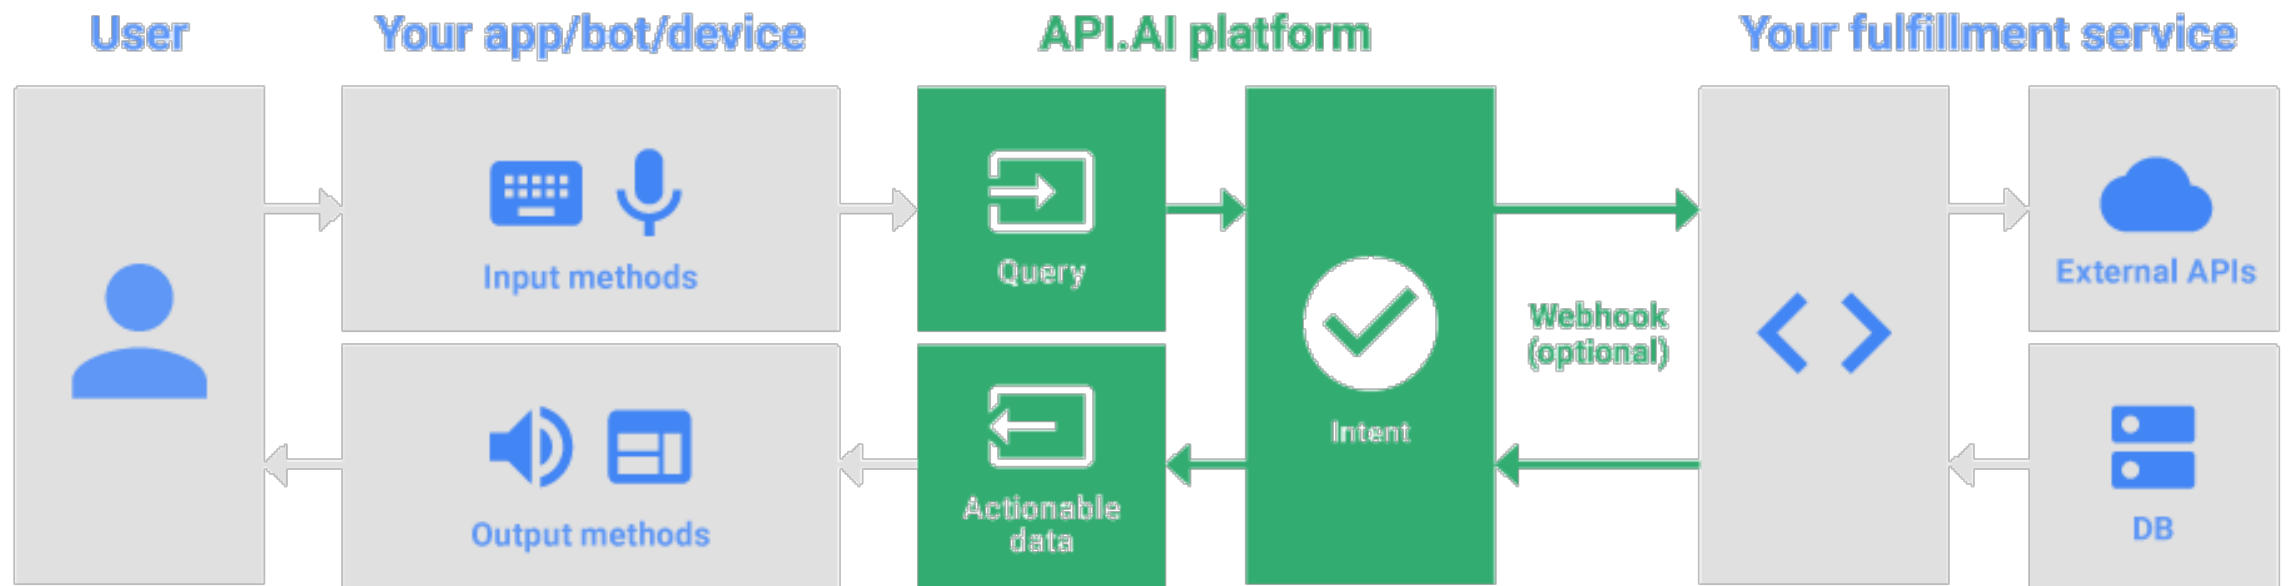 User
Your app/bot/device
API.AI platform
Your fulfillment service
Input methods
Query
External APIs
Webhook
(optional)
Intent
Output methods
Actionable
data
DB